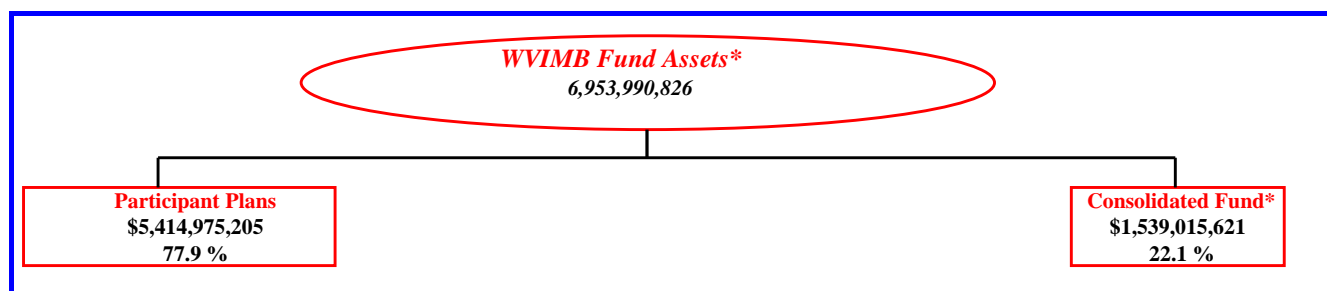 WVIMB Fund Assets*
6,953,990,826
Participant Plans
$5,414,975,205
77.9 %
Consolidated Fund*
$1,539,015,621
22.1 %